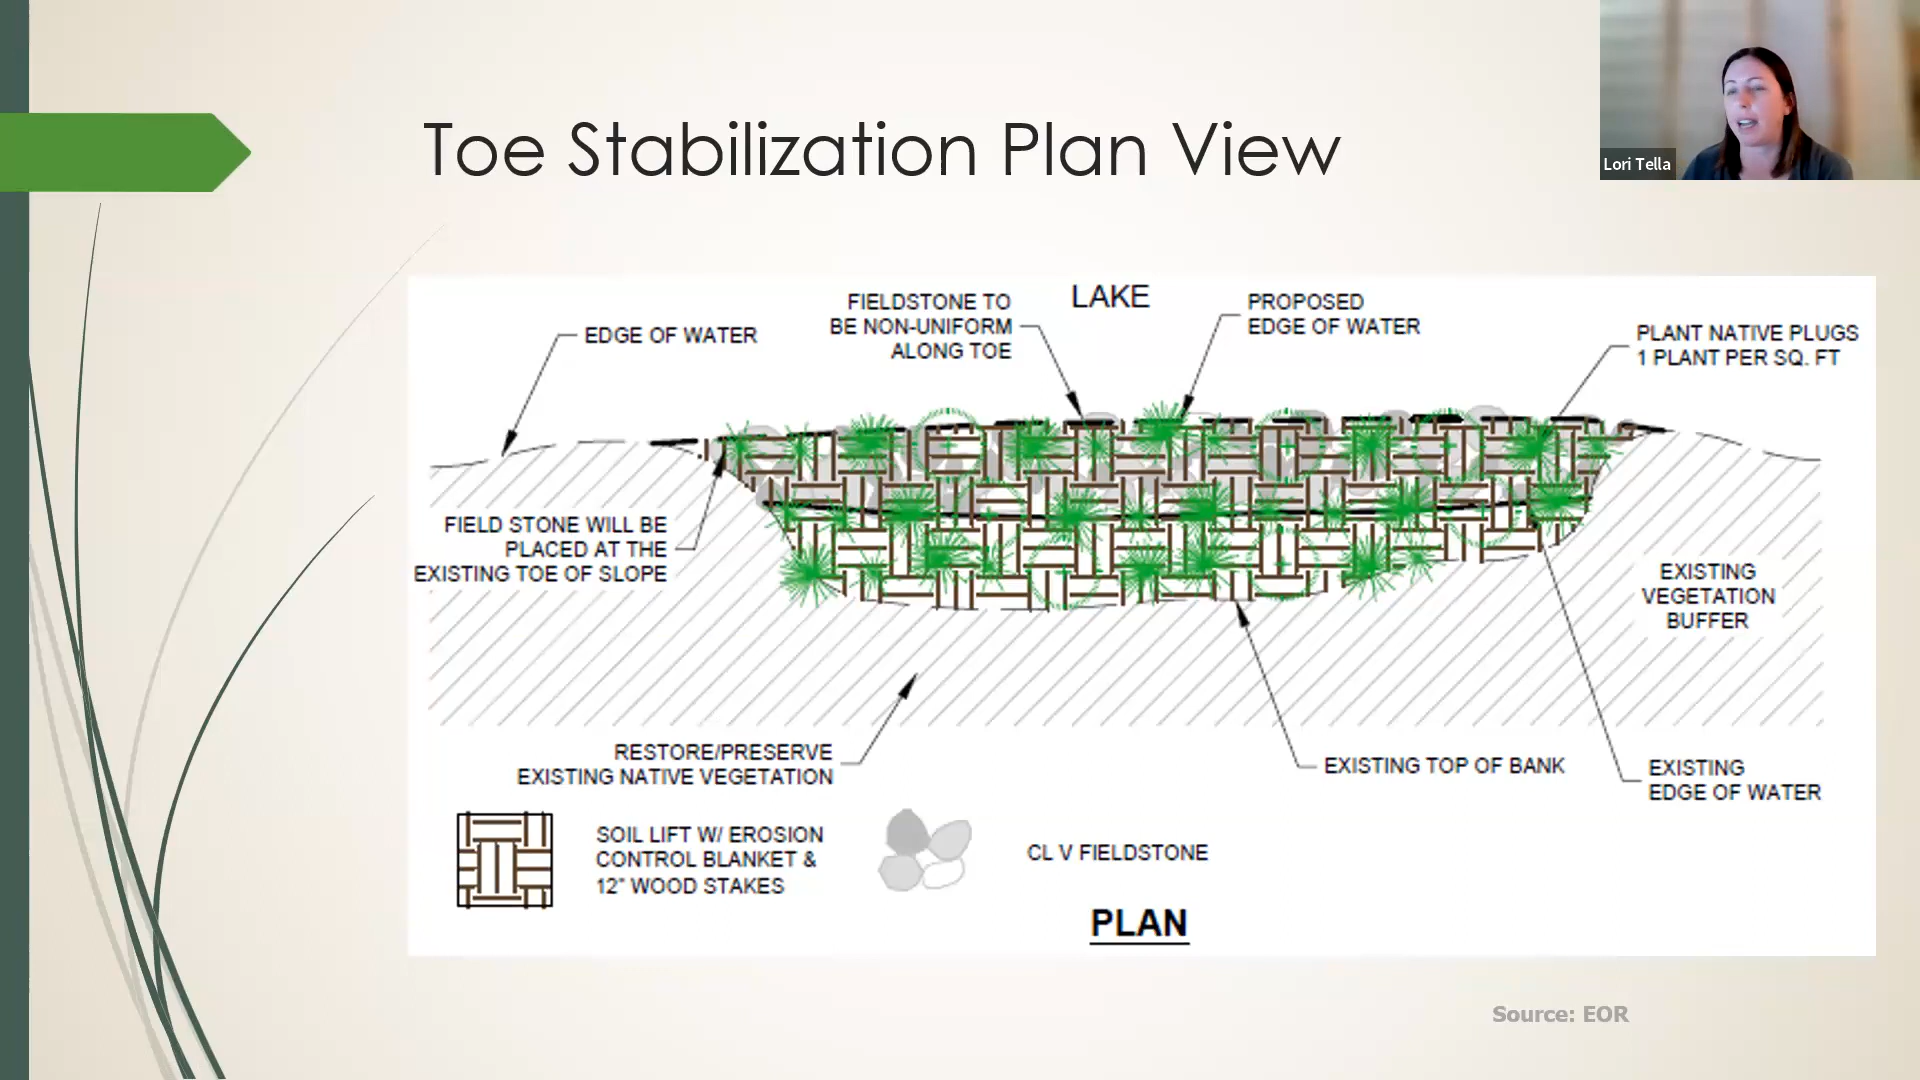 Toe Stabilization Plan View
Lori Tella
LAKE
EDGE OF WATER
FIELDSTONE TO
BE NON-UNIFORM
ALONG TOE
PROPOSED
EDGE OF WATER
PLANT NATIVE PLUGS
1 PLANT PER SQ. FT
FIELD STONE WILL BE
PLACED AT THE
EXISTING TOE OF SLOPE
EXISTING
VEGETATION
BUFFER
RESTORE/PRESERVE
EXISTING NATIVE VEGETATION
EXISTING TOP OF BANK
EXISTING
EDGE OF WATER
SOIL LIFT W/ EROSION
CONTROL BLANKET &
12" WOOD STAKES
CL V FIELDSTONE
PLAN
Source: EOR